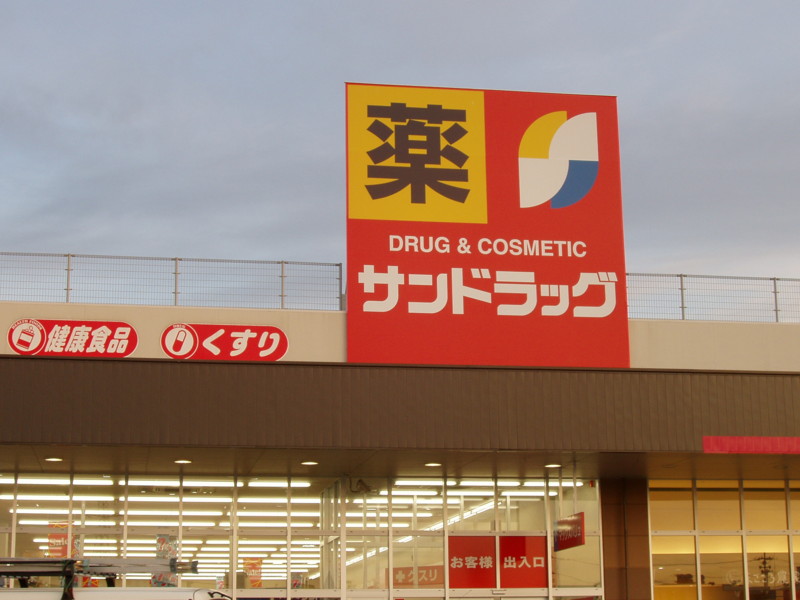 薬
DRUG & COSMETIC
サンドラッグ
健康食品
くすり
クスリ
お客様 出入口